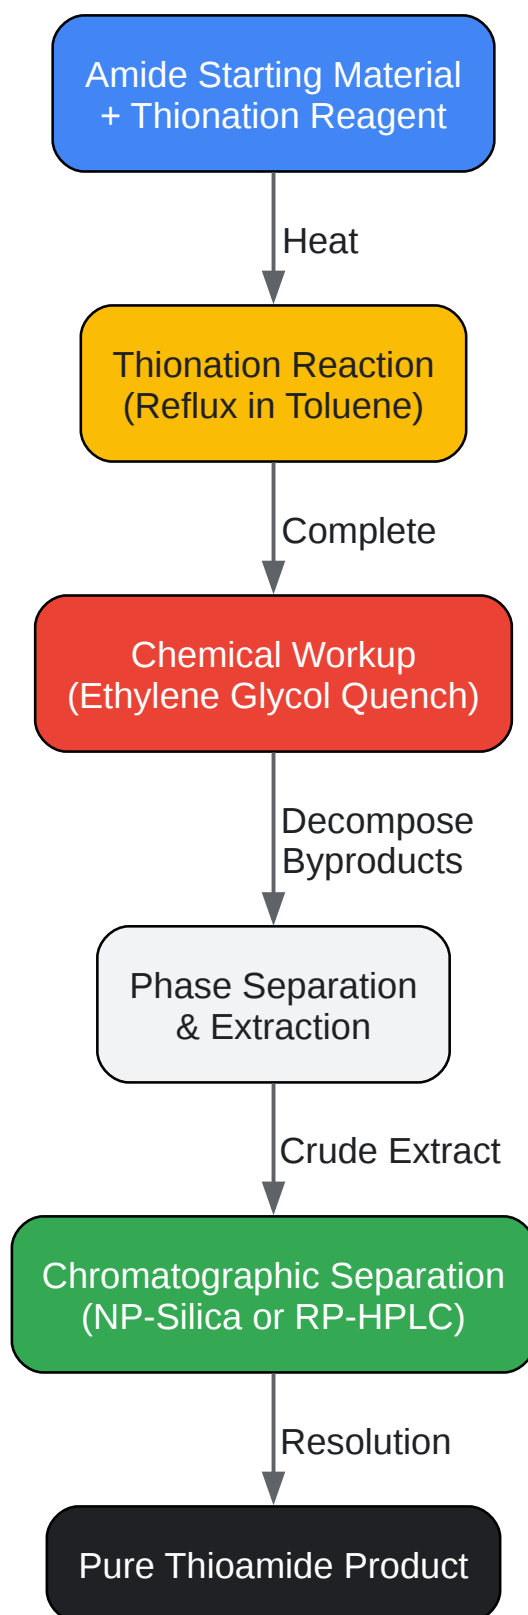 Amide Starting Material
+ Thionation Reagent
Heat
Thionation Reaction
(Reflux in Toluene)
Complete
Chemical Workup
(Ethylene Glycol Quench)
Decompose
Byproducts
Phase Separation
& Extraction
Crude Extract
Chromatographic Separation
(NP-Silica or RP-HPLC)
Resolution
Pure Thioamide Product